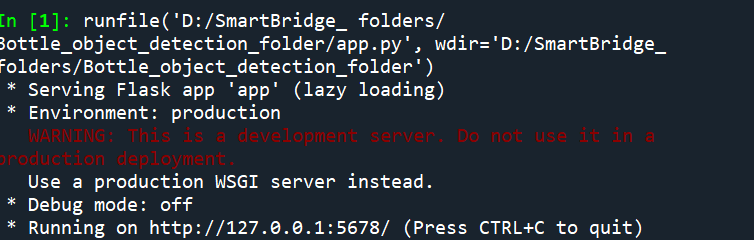 In [1]: runfile('D:/SmartBridge_ folders/
Bottle_object_detection_folder/app.py', wdir='D:/SmartBridge_
folders/Bottle_object_detection_folder')
* Serving Flask app 'app' (lazy loading)
* Environment: production
WARNING: This is a development server. Do not use it in a
production deployment.
Use a production WSGI server instead.
* Debug mode: off
* Running on http://127.0.0.1:5678/ (Press CTRL+C to quit)